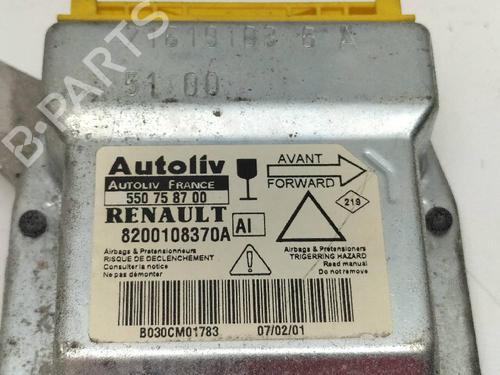 51 00
B-PARTS
Autoliv
AUTOLIV FRANCE
550 75 87 00
RENAULT
8200108370A
AI
AVANT
FORWARD
219
Airbags & Prétensionneurs
RISQUE DE DECLENCHEMENT
Consulter la notice
Ne pas démonter
Airbags & Pretensioners
TRIGERRING HAZARD
Read manual
Do not remove
B030CM01783
07/02/01